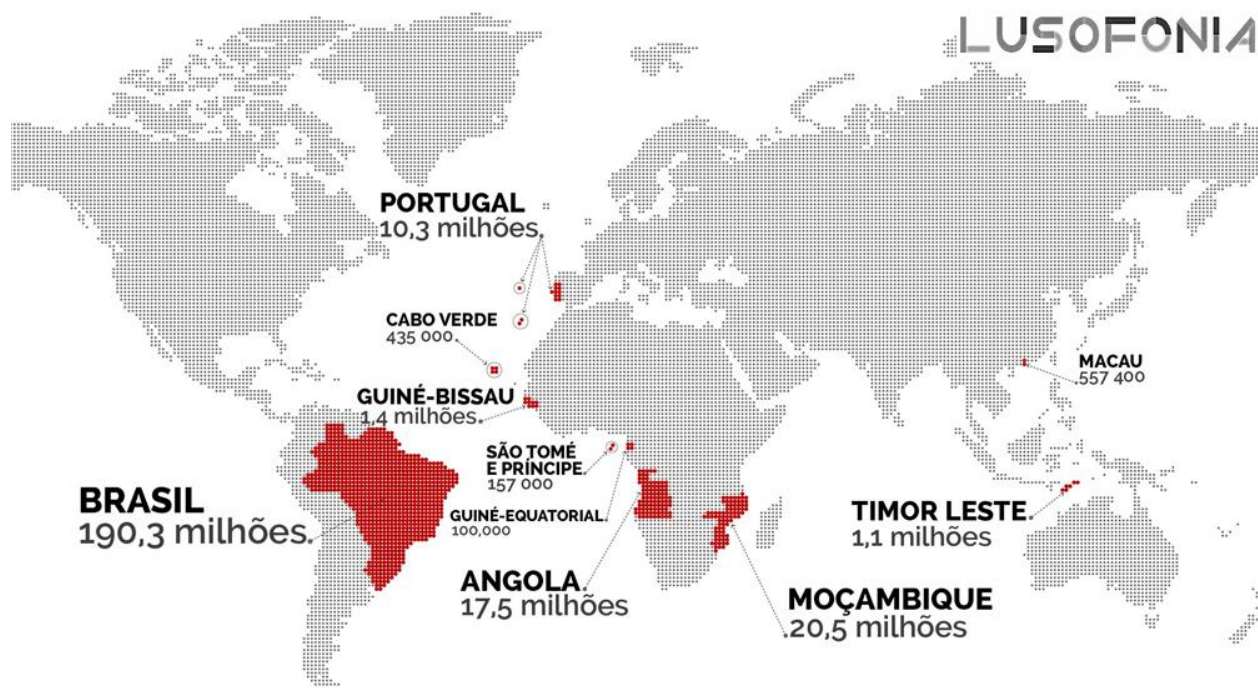 LUSOFONIA
PORTUGAL
10,3 milhões
CABO VERDE
435 000
GUINÉ-BISSAU
1,4 milhões
MACAU
557 400
SÃO TOMÉ
E PRÍNCIPE
157 000
BRASIL
190,3 milhões
GUINÉ-EQUATORIAL
100,000
TIMOR LESTE
1,1 milhões
ANGOLA
17,5 milhões
MOÇAMBIQUE
20,5 milhões